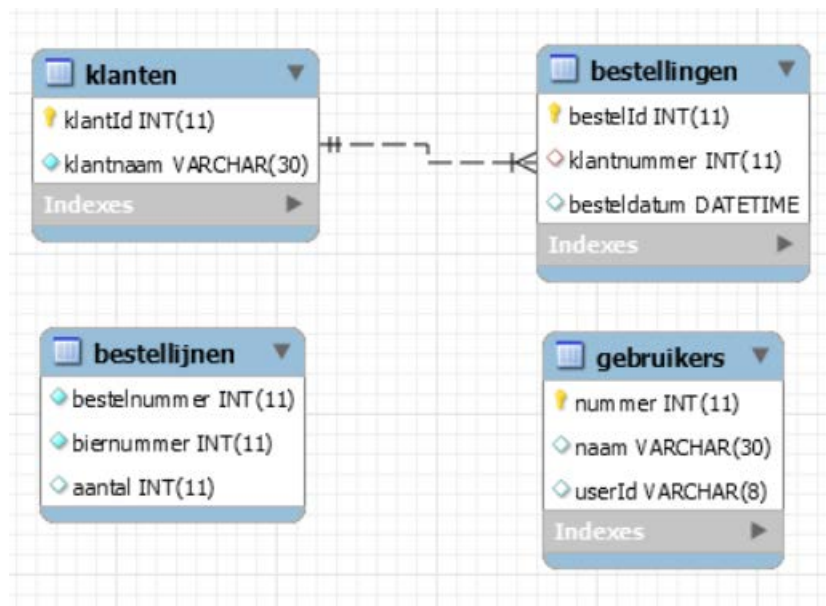 klanten
klantId INT(11)
klantnaam VARCHAR(30)
Indexes
bestellingen
bestelId INT(11)
klantnummer INT(11)
besteldatum DATETIME
Indexes
bestellijnen
bestelnummer INT(11)
biernummer INT(11)
aantal INT(11)
gebruikers
nummer INT(11)
naam VARCHAR(30)
userId VARCHAR(8)
Indexes